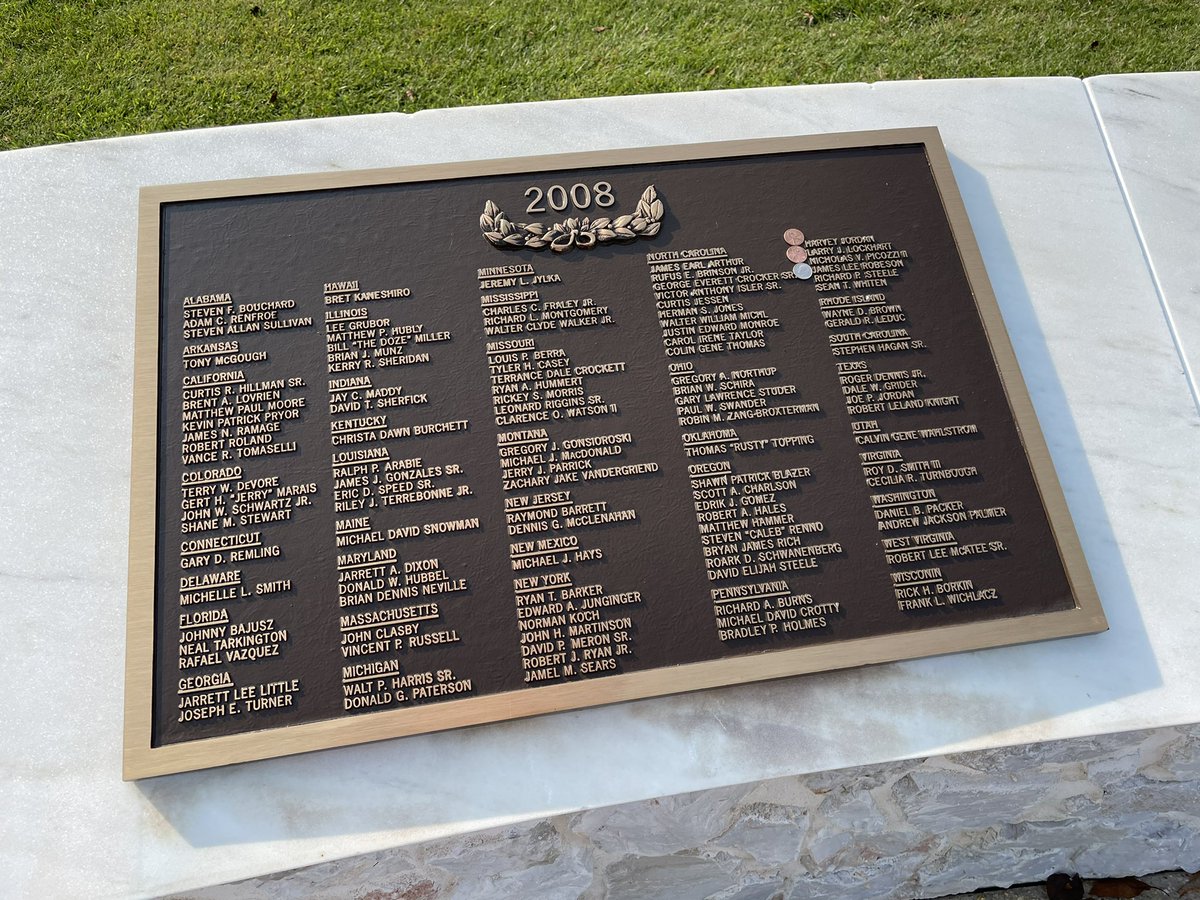 2008
ALABAMA
STEVEN F. BOUCHARD
ADAM C. RENFROE
STEVEN ALLAN SULLIVAN
ARKANSAS
TONY McGOUGH
CALIFORNIA
CURTIS R. HILLMAN SR.
BRENT A. LOVRIEN
MATTHEW PAUL MOORE
KEVIN PATRICK PRYOR
JAMES N. RAMAGE
ROBERT ROLAND
VANCE R. TOMASELLI
COLORADO
TERRY W. DEVORE
GERT H. "JERRY" MARAIS
JOHN W. SCHWARTZ JR.
SHANE M. STEWART
CONNECTICUT
GARY D. REMLING
DELAWARE
MICHELLE L. SMITH
FLORIDA
JOHNNY BAJUSZ
NEAL TARKINGTON
RAFAEL VAZQUEZ
GEORGIA
JARRETT LEE LITTLE
JOSEPH E. TURNER
HAWAII
BRET KANESHIRO
ILLINOIS
LEE GRUBOR
MATTHEW P. HUBLY
BILL "THE DOZE" MILLER
BRIAN J. MUNZ
KERRY R. SHERIDAN
INDIANA
JAY C. MADDY
DAVID T. SHERFICK
KENTUCKY
CHRISTA DAWN BURCHETT
LOUISIANA
RALPH P. ARABIE
JAMES J. GONZALES SR.
ERIC D. SPEED SR.
RILEY J. TERREBONNE JR.
MAINE
MICHAEL DAVID SNOWMAN
MARYLAND
JARRETT A. DIXON
DONALD W. HUBBEL
BRIAN DENNIS NEVILLE
MASSACHUSETTS
JOHN CLASBY
VINCENT P. RUSSELL
MICHIGAN
WALT P. HARRIS SR.
DONALD G. PATERSON
MINNESOTA
JEREMY L. JYLKA
MISSISSIPPI
CHARLES C. FRALEY JR.
RICHARD L. MONTGOMERY
WALTER CLYDE WALKER JR.
MISSOURI
LOUIS P. BERRA
TYLER H. CASEY
TERRANCE DALE CROCKETT
RYAN A. HUMMERT
RICKEY S. MORRIS
LEONARD RIGGINS SR.
CLARENCE O. WATSON II
MONTANA
GREGORY J. GONSIOROSKI
MICHAEL J. MacDONALD
JERRY J. PARRICK
ZACHARY JAKE VANDERGRIEND
NEW JERSEY
RAYMOND BARRETT
DENNIS G. McCLENAHAN
NEW MEXICO
MICHAEL J. HAYS
NEW YORK
RYAN T. BARKER
EDWARD A. JUNGINGER
NORMAN KOCH
JOHN H. MARTINSON
DAVID P. MERON SR.
ROBERT J. RYAN JR.
JAMEL M. SEARS
NORTH CAROLINA
JAMES EARL ARTHUR
RUFUS E. BRINSON JR.
GEORGE EVERETT CROCKER SR.
VICTOR ANTHONY ISLER SR.
CURTIS JESSEN
HERMAN S. JONES
WALTER WILLIAM MICHL
JUSTIN EDWARD MONROE
CAROL IRENE TAYLOR
COLIN GENE THOMAS
OHIO
GREGORY A. NORTHUP
BRIAN W. SCHIRA
GARY LAWRENCE STUDER
PAUL W. SWANDER
ROBIN M. ZANG-BROXTERMAN
OKLAHOMA
THOMAS "RUSTY" TOPPING
OREGON
SHAWN PATRICK BLAZER
SCOTT A. CHARLSON
EDRIK J. GOMEZ
ROBERT A. HALES
MATTHEW HAMMER
STEVEN "CALEB" RENNO
BRYAN JAMES RICH
ROARK D. SCHWANENBERG
DAVID ELIJAH STEELE
PENNSYLVANIA
RICHARD A. BURNS
MICHAEL DAVID CROTTY
BRADLEY P. HOLMES
HARVEY JORDAN
LARRY J. LOCKHART
NICHOLAS V. PICOZZI II
JAMES LEE ROBESON
RICHARD P. STEELE
SEAN T. WHITEN
RHODE ISLAND
WAYNE D. BROWN
GERALD R. LEDUC
SOUTH CAROLINA
STEPHEN HAGAN SR.
TEXAS
ROGER DENNIS JR.
DALE W. GRIDER
JOE P. JORDAN
ROBERT LELAND KNIGHT
UTAH
CALVIN GENE WAHLSTROM
VIRGINIA
ROY D. SMITH III
CECILIA R. TURNBOUGH
WASHINGTON
DANIEL B. PACKER
ANDREW JACKSON PALMER
WEST VIRGINIA
ROBERT LEE McATEE SR.
WISCONIN
RICK H. BORKIN
FRANK L. WICHLACZ